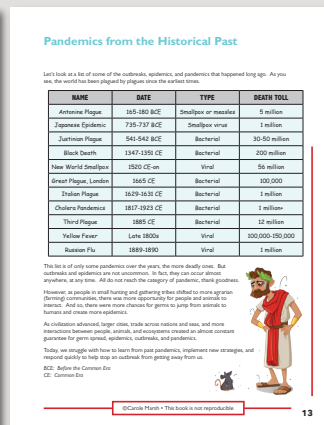 Pandemics from the Historical Past
Let's look at a list of some of the outbreaks, epidemics, and pandemics that happened long ago. As you
see, the world has been plagued by plagues since the earliest times.
NAME DATE TYPE DEATH TOLL
Antonine Plague 165-180 BCE Smallpox or measles 5 million
Japanese Epidemic 735-737 BCE Smallpox virus 1 million
Justinian Plague 541-542 BCE Bacterial 30-50 million
Black Death 1347-1351 CE Bacterial 200 million
New World Smallpox 1520 CE-on Viral 56 million
Great Plague, London 1665 CE Bacterial 100,000
Italian Plague 1629-1631 CE Bacterial 1 million
Cholera Pandemics 1817-1923 CE Bacterial 1 million+
Third Plague 1885 CE Bacterial 12 million
Yellow Fever Late 1800s Viral 100,000-150,000
Russian Flu 1889-1890 Viral 1 million
This list is of only some pandemics over the years, the more deadly ones. But
outbreaks and epidemics are not uncommon. In fact, they can occur almost
anywhere, at any time. All do not reach the category of pandemic, thank goodness.
However, as people in small hunting and gathering tribes shifted to more agrarian
(farming) communities, there was more opportunity for people and animals to
interact. And so, there were more chances for germs to jump from animals to
humans and create more epidemics.
As civilization advanced, larger cities, trade across nations and seas, and more
interactions between people, animals, and ecosystems created an almost constant
guarantee for germ spread, epidemics, outbreaks, and pandemics.
Today, we struggle with how to learn from past pandemics, implement new strategies, and
respond quickly to help stop an outbreak from getting away from us.
BCE: Before the Common Era
CE: Common Era
©Carole Marsh • This book is not reproducible
13